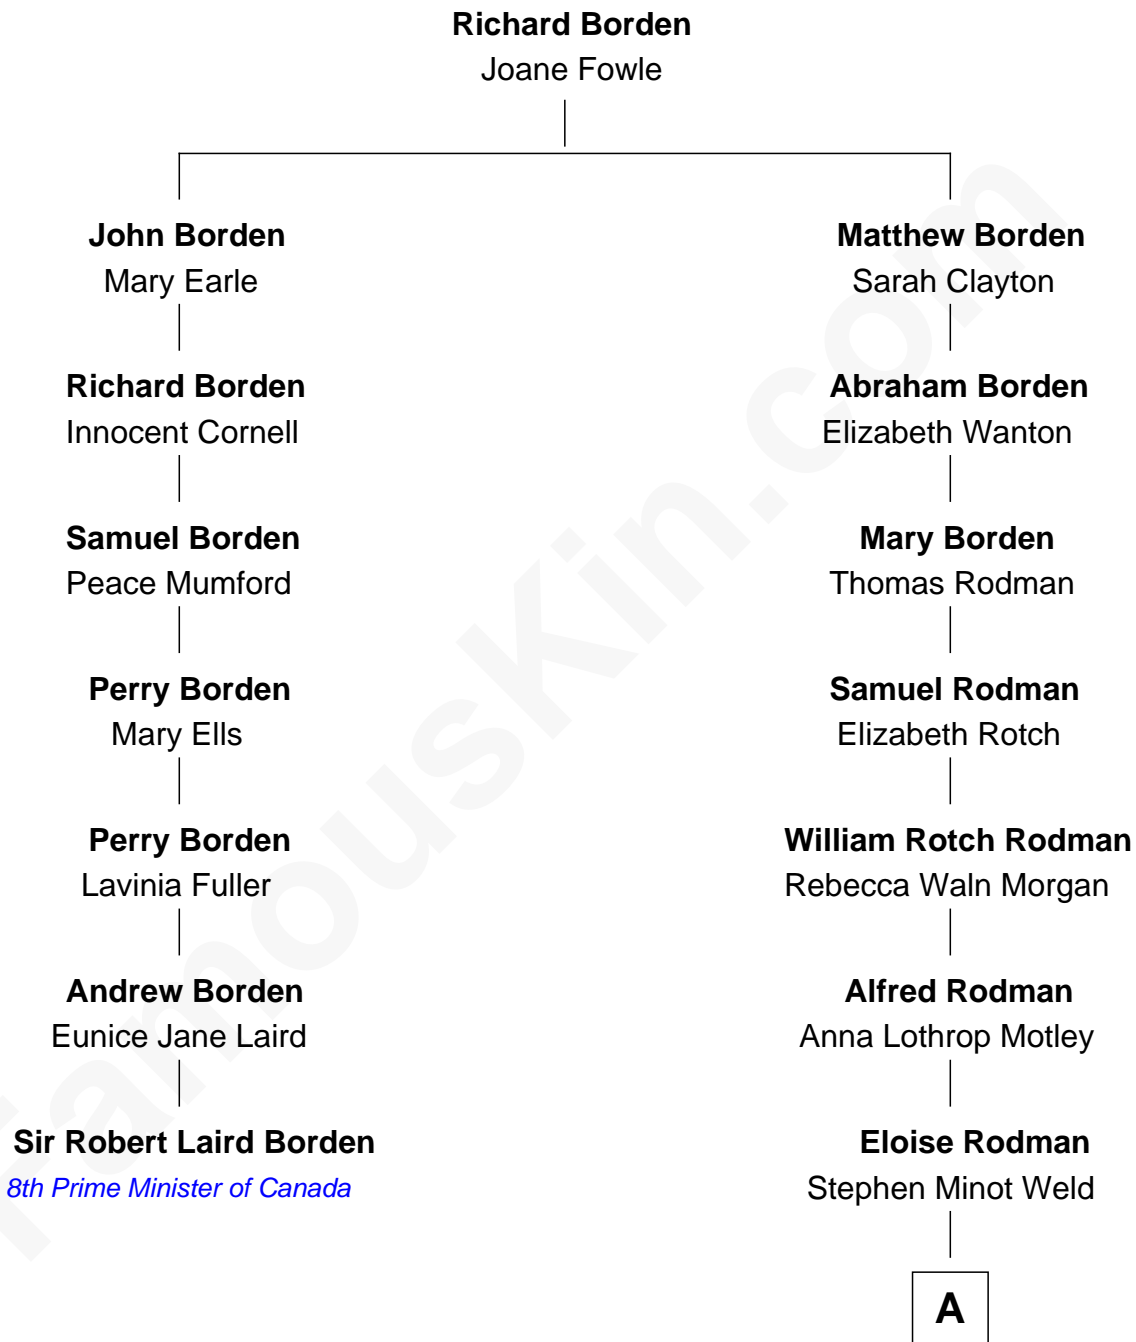 Richard Borden
Joane Fowle
John Borden
Mary Earle
Matthew Borden
Sarah Clayton
Richard Borden
Innocent Cornell
Abraham Borden
Elizabeth Wanton
Samuel Borden
Peace Mumford
Mary Borden
Thomas Rodman
Perry Borden
Mary Ells
Samuel Rodman
Elizabeth Rotch
Perry Borden
Lavinia Fuller
William Rotch Rodman
Rebecca Waln Morgan
Andrew Borden
Eunice Jane Laird
Alfred Rodman
Anna Lothrop Motley
Sir Robert Laird Borden
8th Prime Minister of Canada
Eloise Rodman
Stephen Minot Weld
A
FamousKin.com